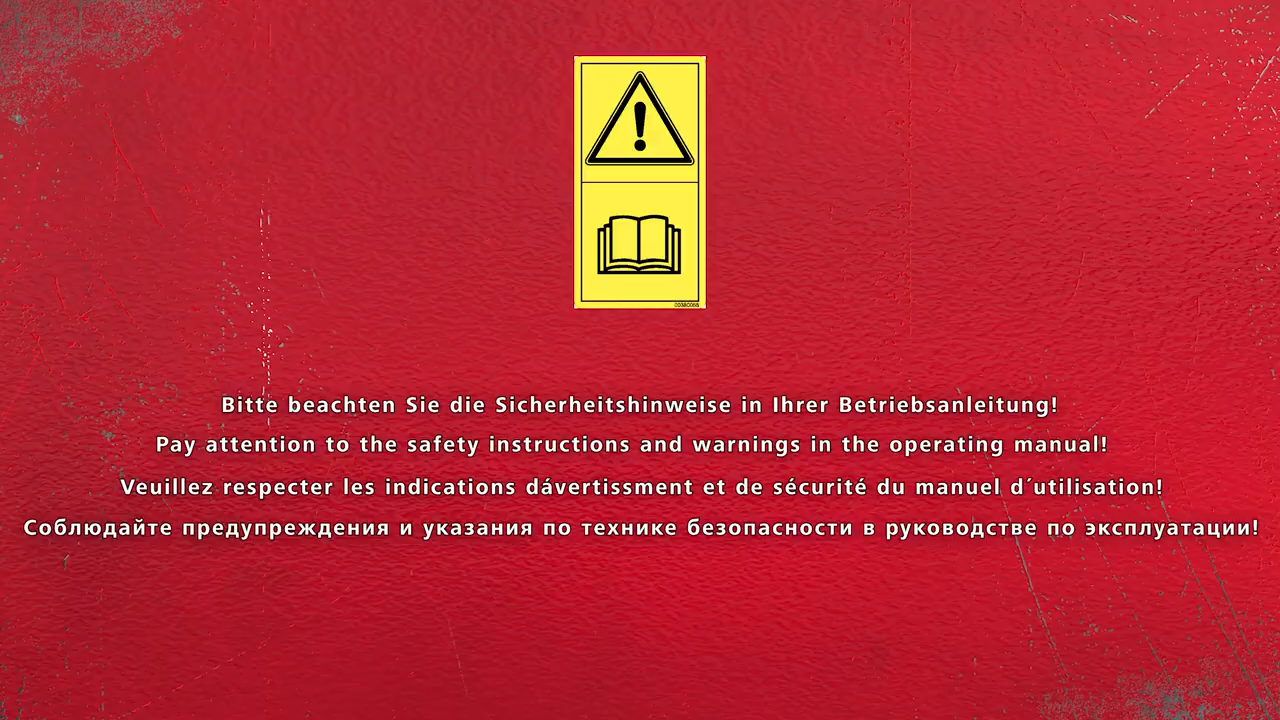 Bitte beachten Sie die Sicherheitshinweise in Ihrer Betriebsanleitung!
Pay attention to the safety instructions and warnings in the operating manual!
Veuillez respecter les indications dávertissment et de sécurité du manuel d´utilisation!
Соблюдайте предупреждения и указания по технике безопасности в руководстве по эксплуатации!